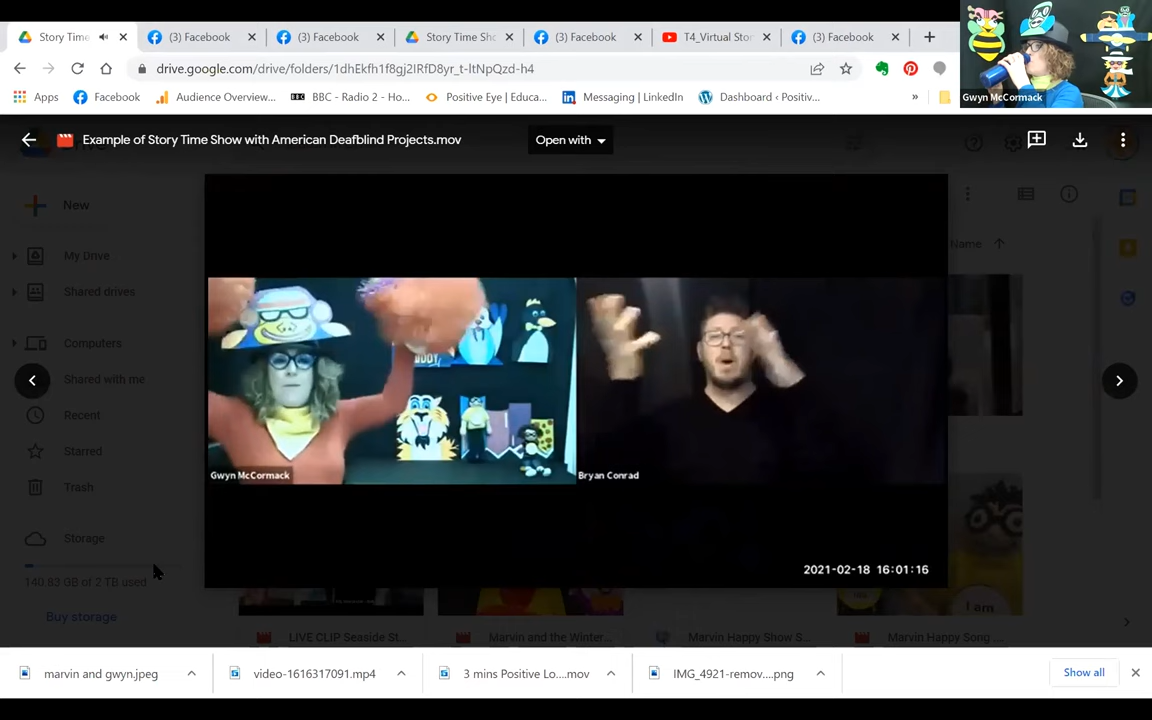 Story Time
(3) Facebook
(3) Facebook
Story Time Sho
(3) Facebook
T4_Virtual Stor
(3) Facebook
drive.google.com/drive/folders/1dhEkfh1f8gj2IRfD8yr_t-ItNpQzd-h4
Gwyn McCormack
Apps
Facebook
Audience Overview...
BBC
BBC - Radio 2 - Ho...
Positive Eye | Educa...
Messaging | LinkedIn
Dashboard ‹ Positiv...
»
Example of Story Time Show with American Deafblind Projects.mov
Open with
New
My Drive
Name
Shared drives
Computers
Shared with me
Recent
Starred
Trash
Gwyn McCormack
Bryan Conrad
Storage
2021-02-18 16:01:16
140.83 GB of 2 TB used
I am
Buy storage
LIVE CLIP Seaside St...
Marvin and the Winter...
Marvin Happy Show S...
Marvin Happy Song ...
marvin and gwyn.jpeg
video-1616317091.mp4
3 mins Positive Lo....mov
IMG_4921-remov....png
Show all